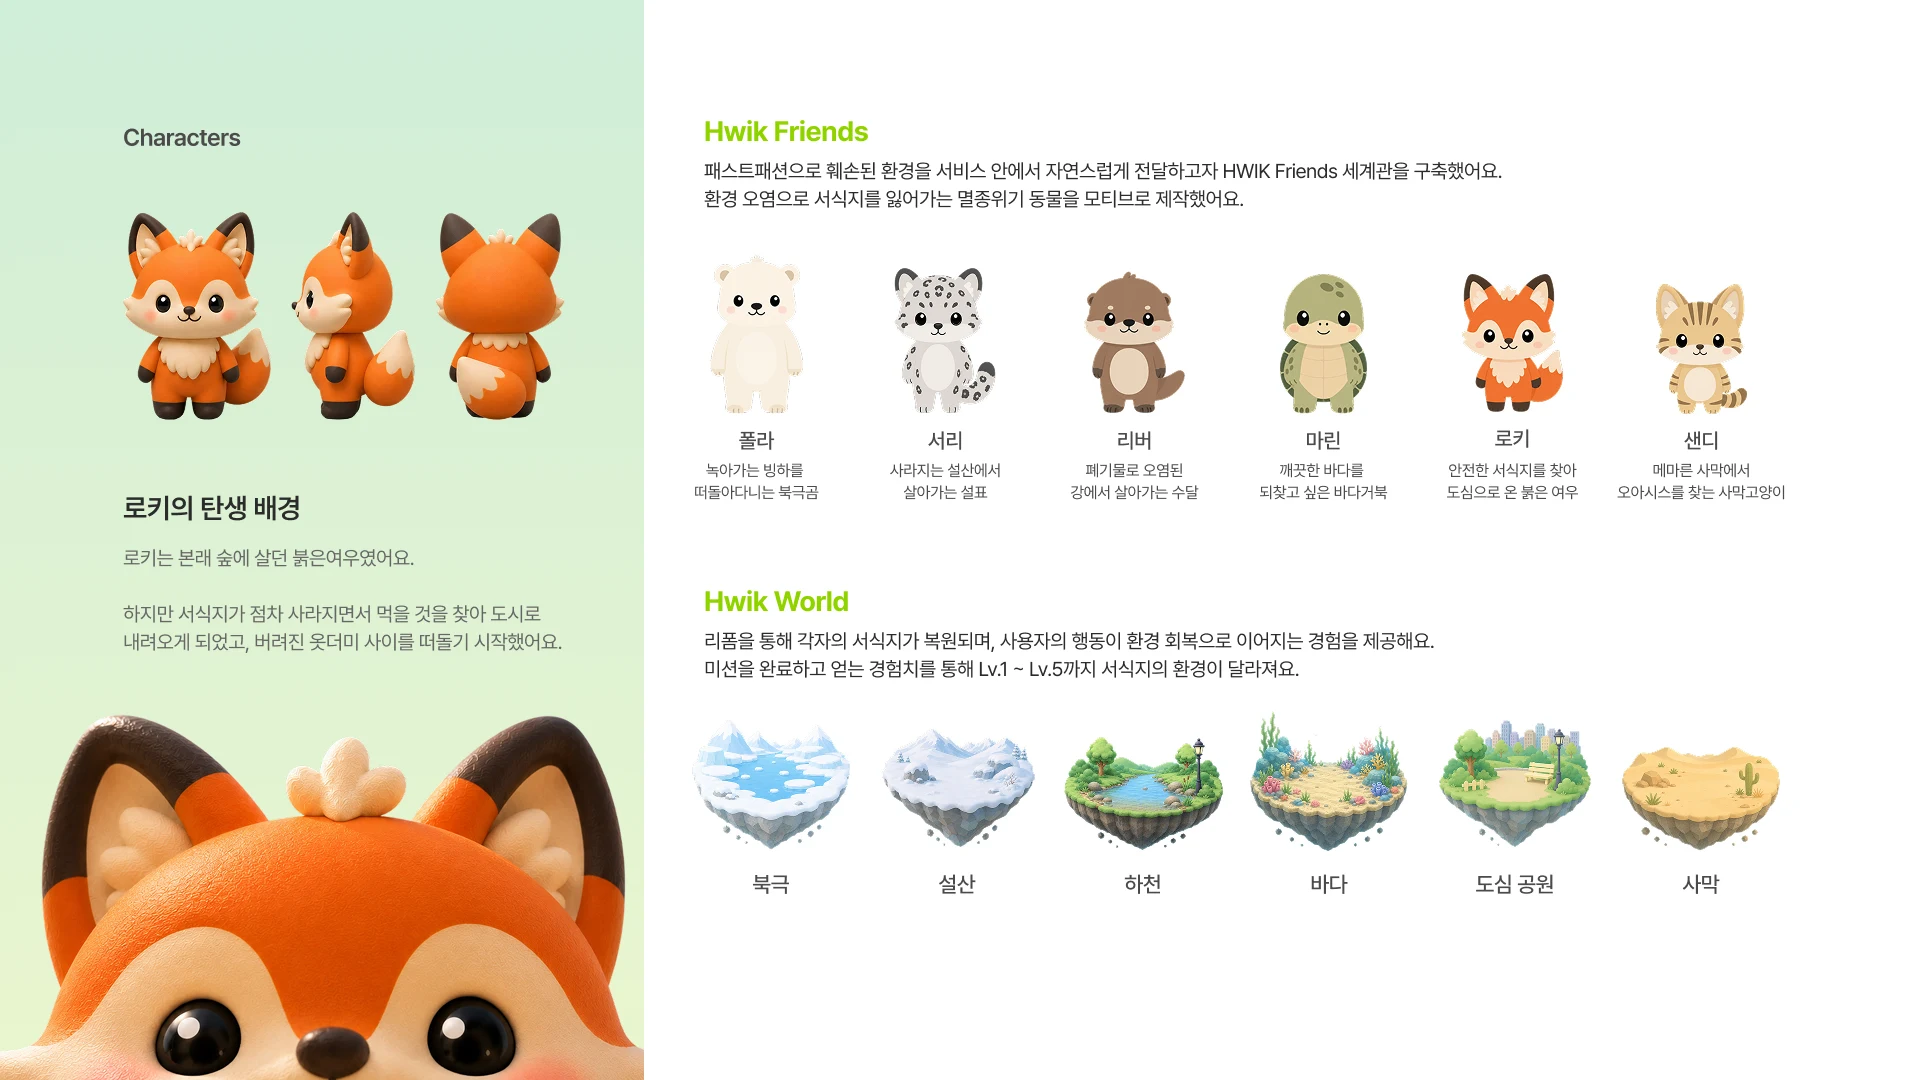 Characters
로키의 탄생 배경
로키는 본래 숲에 살던 붉은여우였어요.
하지만 서식지가 점차 사라지면서 먹을 것을 찾아 도시로
내려오게 되었고, 버려진 옷더미 사이를 떠돌기 시작했어요.
Hwik Friends
패스트패션으로 훼손된 환경을 서비스 안에서 자연스럽게 전달하고자 HWIK Friends 세계관을 구축했어요.
환경 오염으로 서식지를 잃어가는 멸종위기 동물을 모티브로 제작했어요.
폴라
녹아가는 빙하를
떠돌아다니는 북극곰
서리
사라지는 설산에서
살아가는 설표
리버
폐기물로 오염된
강에서 살아가는 수달
마린
깨끗한 바다를
되찾고 싶은 바다거북
로키
안전한 서식지를 찾아
도심으로 온 붉은 여우
샌디
메마른 사막에서
오아시스를 찾는 사막고양이
Hwik World
리폼을 통해 각자의 서식지가 복원되며, 사용자의 행동이 환경 회복으로 이어지는 경험을 제공해요.
미션을 완료하고 얻는 경험치를 통해 Lv.1 ~ Lv.5까지 서식지의 환경이 달라져요.
북극
설산
하천
바다
도심 공원
사막